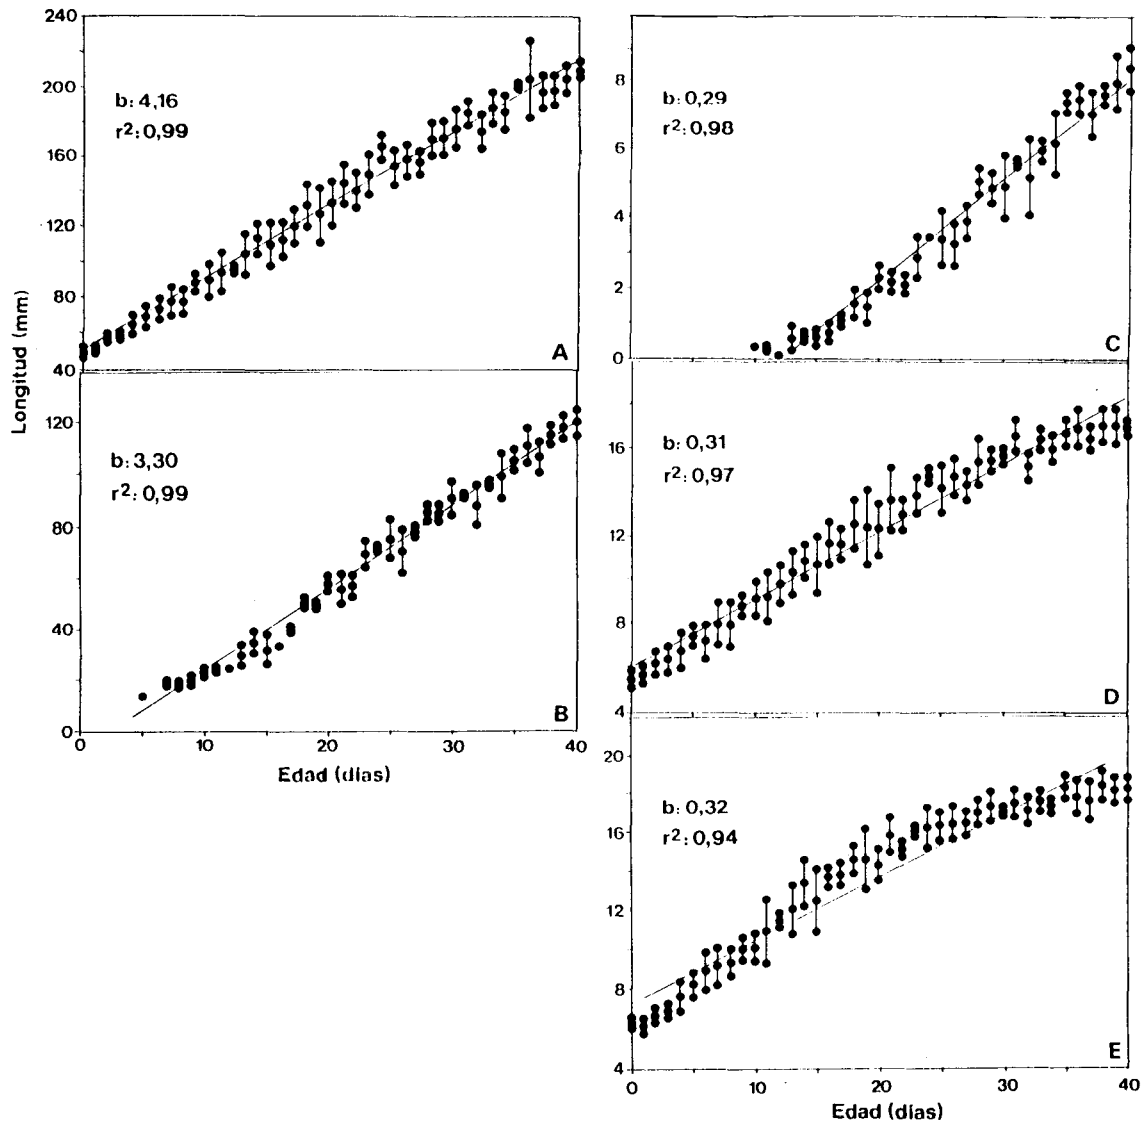 Longitud (mm)
240
200
160
120
80
40
b: 4,16
r²: 0,99
A
120
80
40
0
b: 3,30
r²: 0,99
B
0 10 20 30 40
Edad (días)
8
6
4
2
0
b: 0,29
r²: 0,98
C
16
12
8
4
b: 0,31
r²: 0,97
D
20
16
12
8
4
b: 0,32
r²: 0,94
E
0 10 20 30 40
Edad (días)